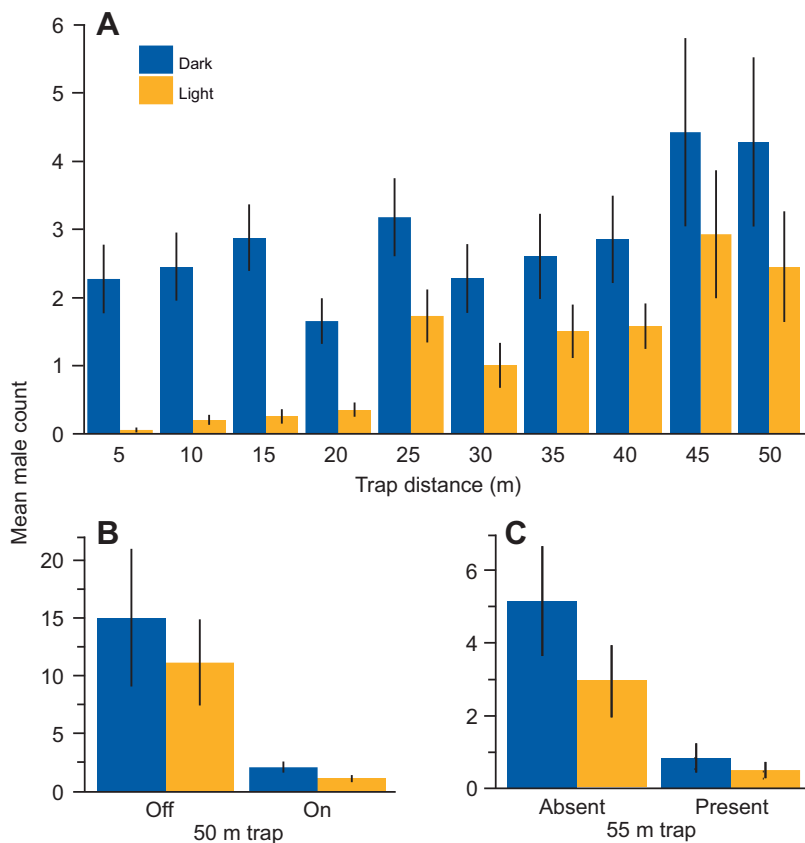 A
Dark
Light
6
5
4
3
2
1
0
5 10 15 20 25 30 35 40 45 50
Trap distance (m)
Mean male count
B
20
15
10
5
0
Off On
50 m trap
C
6
4
2
0
Absent Present
55 m trap